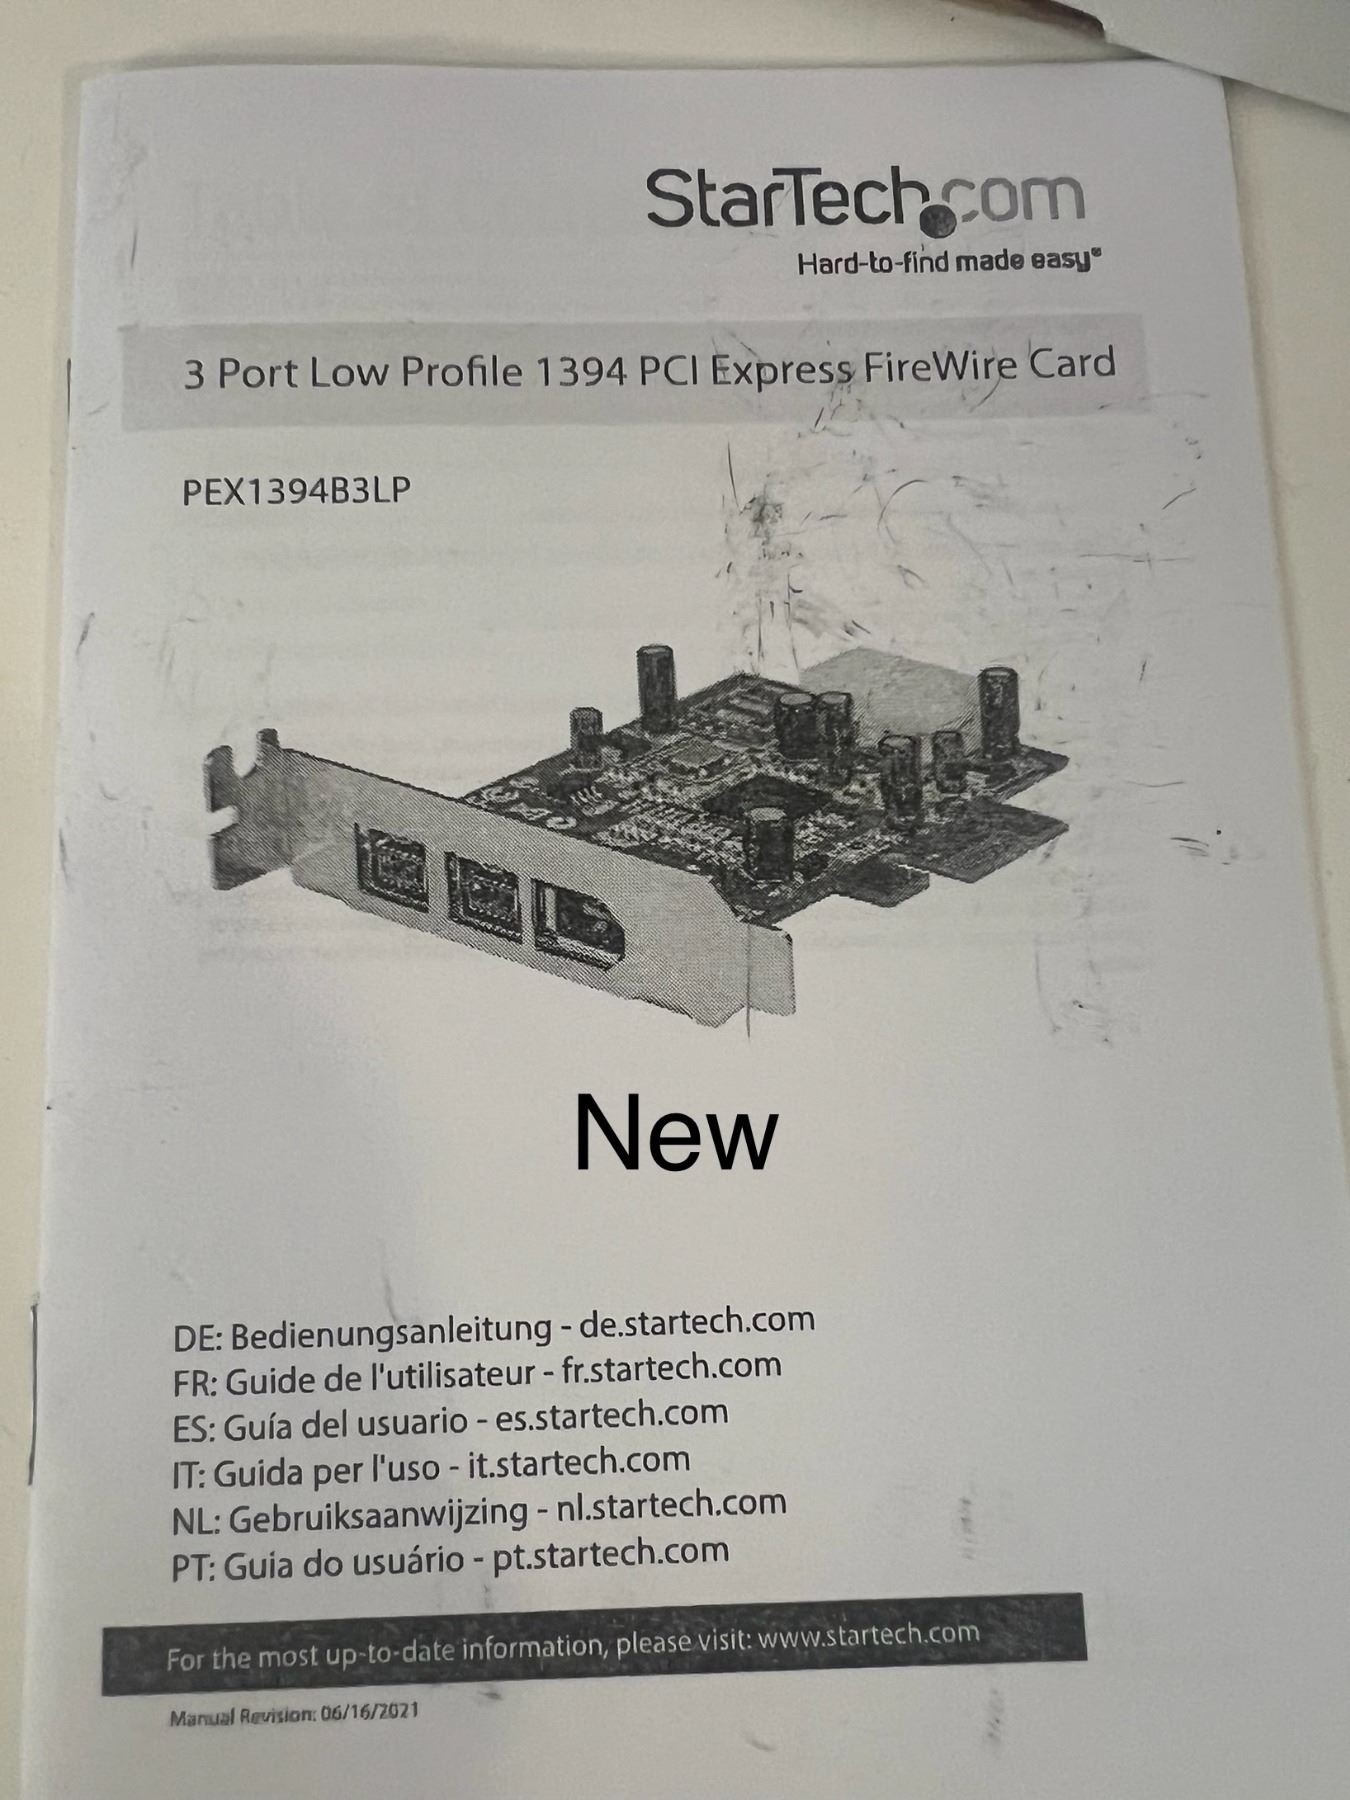 StarTech.com
Hard-to-find made easy®
3 Port Low Profile 1394 PCI Express FireWire Card
PEX1394B3LP
New
DE: Bedienungsanleitung - de.startech.com
FR: Guide de l'utilisateur - fr.startech.com
ES: Guía del usuario - es.startech.com
IT: Guida per l'uso - it.startech.com
NL: Gebruiksaanwijzing - nl.startech.com
PT: Guia do usuário - pt.startech.com
For the most up-to-date information, please visit: www.startech.com
Manual Revision: 06/16/2021